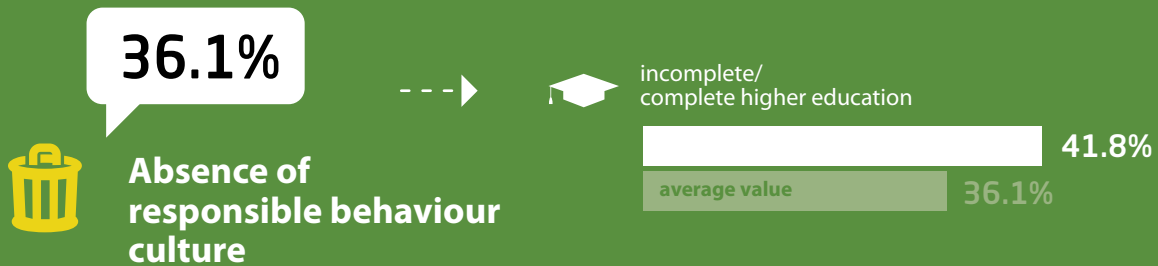 36.1%
Absence of
responsible behaviour
culture
incomplete/
complete higher education
41.8%
average value
36.1%